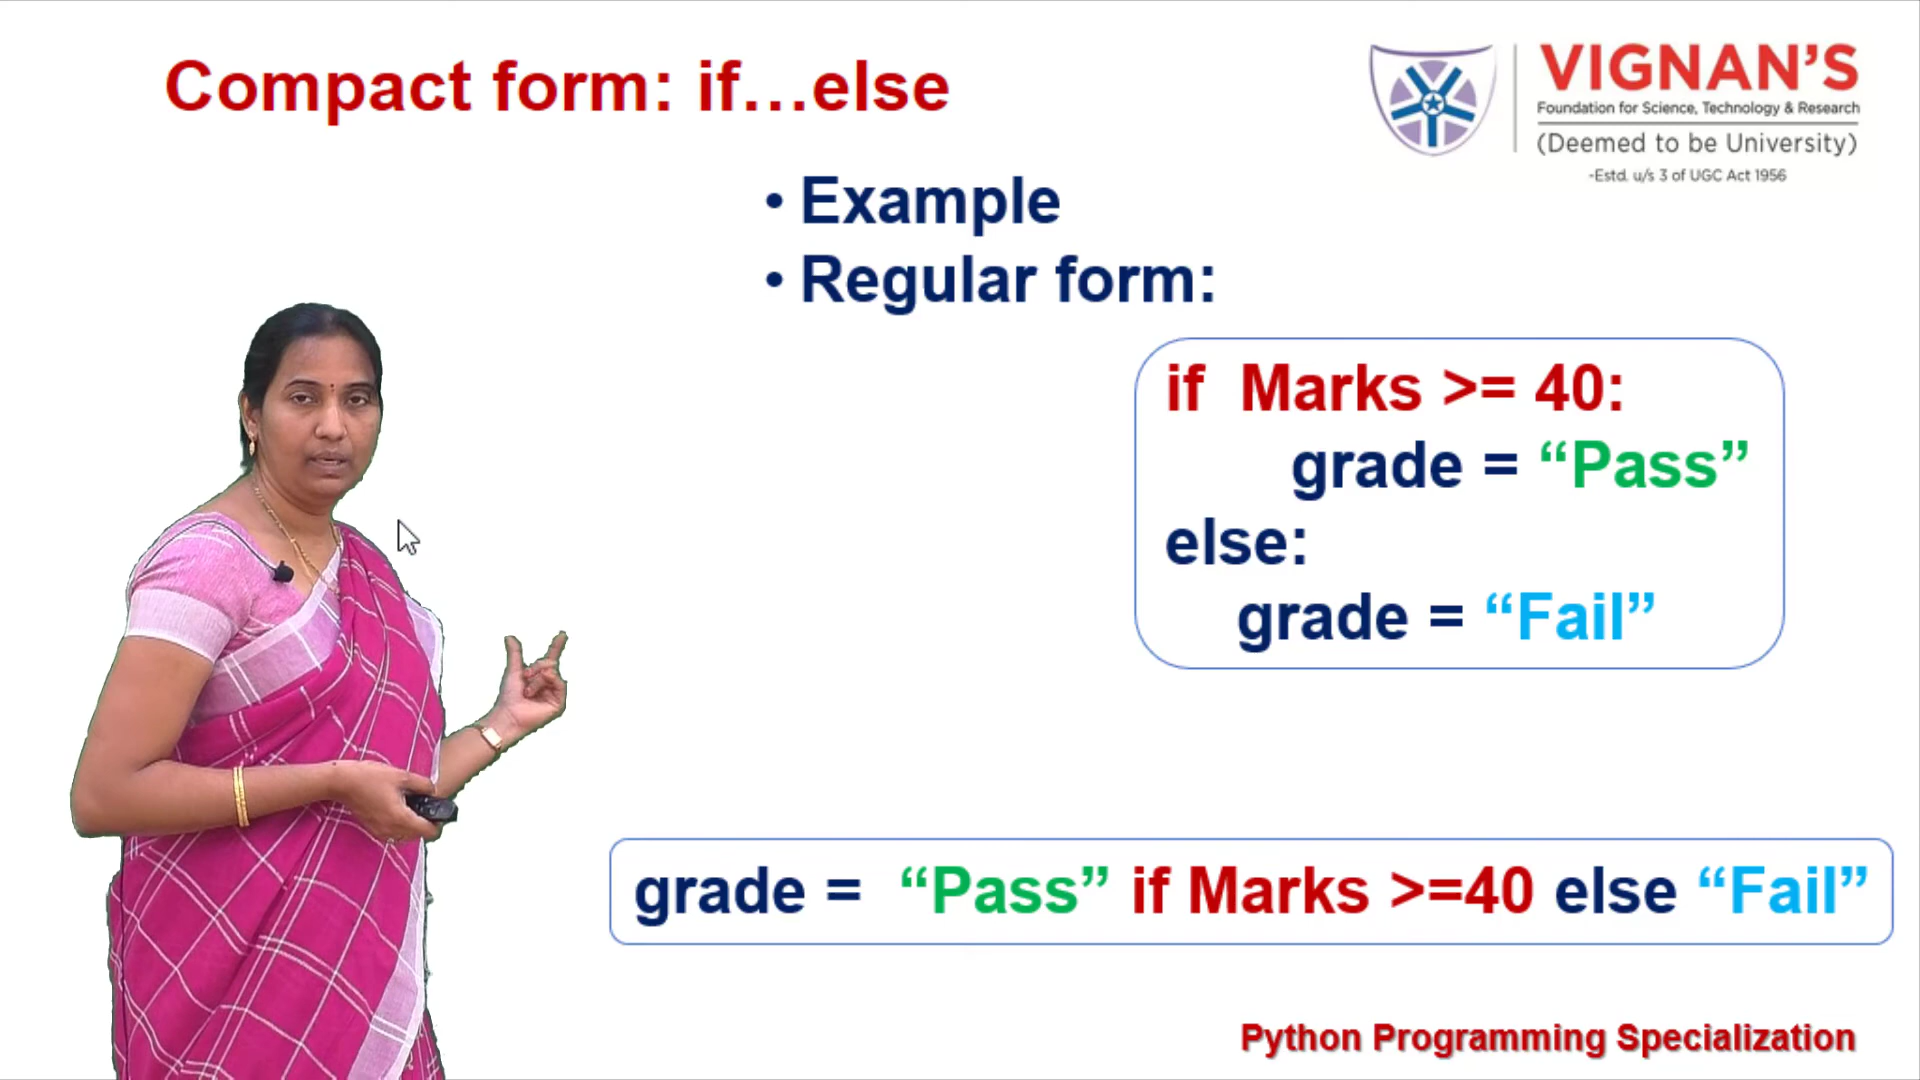 Compact form: if...else
VIGNAN'S
Foundation for Science, Technology & Research
(Deemed to be University)
-Estd. u/s 3 of UGC Act 1956
• Example
• Regular form:
if Marks >= 40:
grade = “Pass”
else:
grade = “Fail”
grade = “Pass” if Marks >=40 else “Fail”
Python Programming Specialization